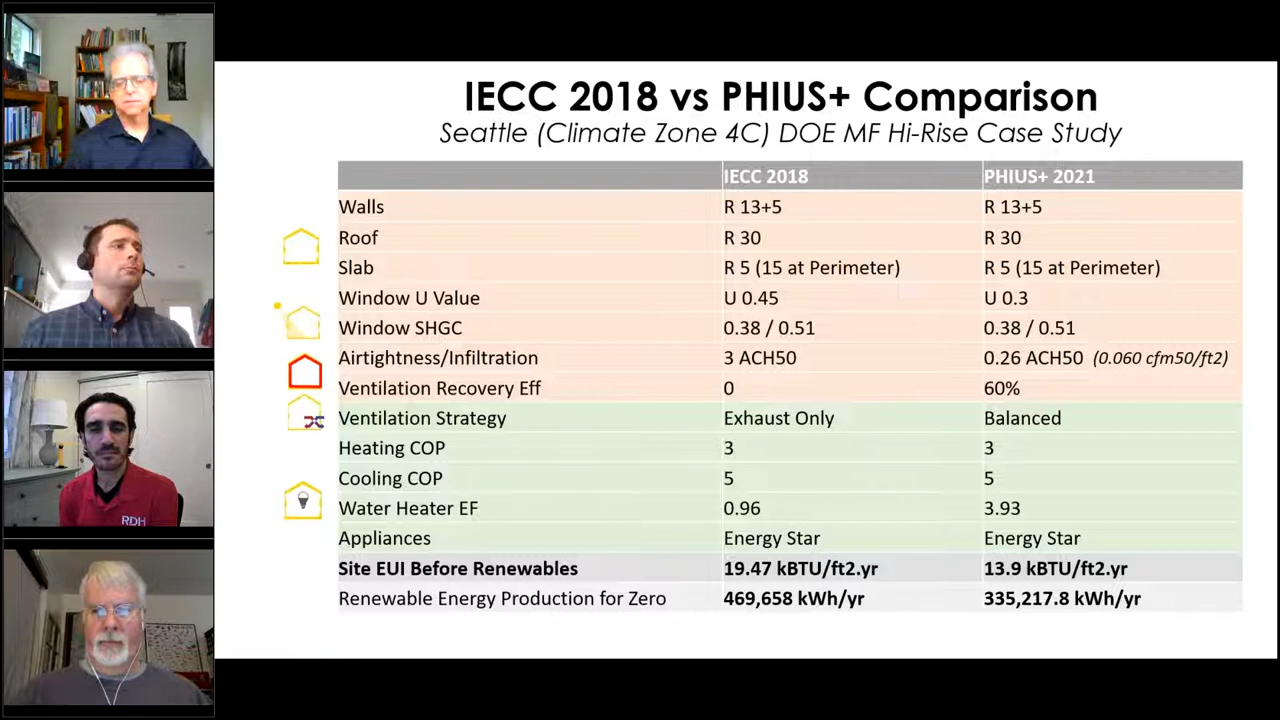 IECC 2018 vs PHIUS+ Comparison
Seattle (Climate Zone 4C) DOE MF Hi-Rise Case Study
IECC 2018 PHIUS+ 2021
Walls R 13+5 R 13+5
Roof R 30 R 30
Slab R 5 (15 at Perimeter) R 5 (15 at Perimeter)
Window U Value U 0.45 U 0.3
Window SHGC 0.38 / 0.51 0.38 / 0.51
Airtightness/Infiltration 3 ACH50 0.26 ACH50 (0.060 cfm50/ft2)
Ventilation Recovery Eff 0 60%
Ventilation Strategy Exhaust Only Balanced
Heating COP 3 3
Cooling COP 5 5
Water Heater EF 0.96 3.93
Appliances Energy Star Energy Star
Site EUI Before Renewables 19.47 kBTU/ft2.yr 13.9 kBTU/ft2.yr
Renewable Energy Production for Zero 469,658 kWh/yr 335,217.8 kWh/yr
RDH